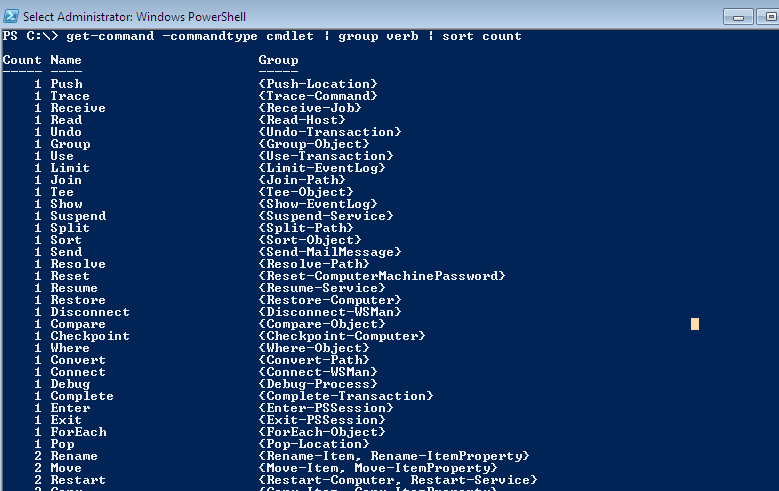 Select Administrator: Windows PowerShell
PS C:\> get-command -commandtype cmdlet | group verb | sort count
Count Name Group
----- ---- -----
1 Push {Push-Location}
1 Trace {Trace-Command}
1 Receive {Receive-Job}
1 Read {Read-Host}
1 Undo {Undo-Transaction}
1 Group {Group-Object}
1 Use {Use-Transaction}
1 Limit {Limit-EventLog}
1 Join {Join-Path}
1 Tee {Tee-Object}
1 Show {Show-EventLog}
1 Suspend {Suspend-Service}
1 Split {Split-Path}
1 Sort {Sort-Object}
1 Send {Send-MailMessage}
1 Resolve {Resolve-Path}
1 Reset {Reset-ComputerMachinePassword}
1 Resume {Resume-Service}
1 Restore {Restore-Computer}
1 Disconnect {Disconnect-WSMan}
1 Compare {Compare-Object}
1 Checkpoint {Checkpoint-Computer}
1 Where {Where-Object}
1 Convert {Convert-Path}
1 Connect {Connect-WSMan}
1 Debug {Debug-Process}
1 Complete {Complete-Transaction}
1 Enter {Enter-PSSession}
1 Exit {Exit-PSSession}
1 ForEach {ForEach-Object}
1 Pop {Pop-Location}
2 Rename {Rename-Item, Rename-ItemProperty}
2 Move {Move-Item, Move-ItemProperty}
2 Restart {Restart-Computer, Restart-Service}